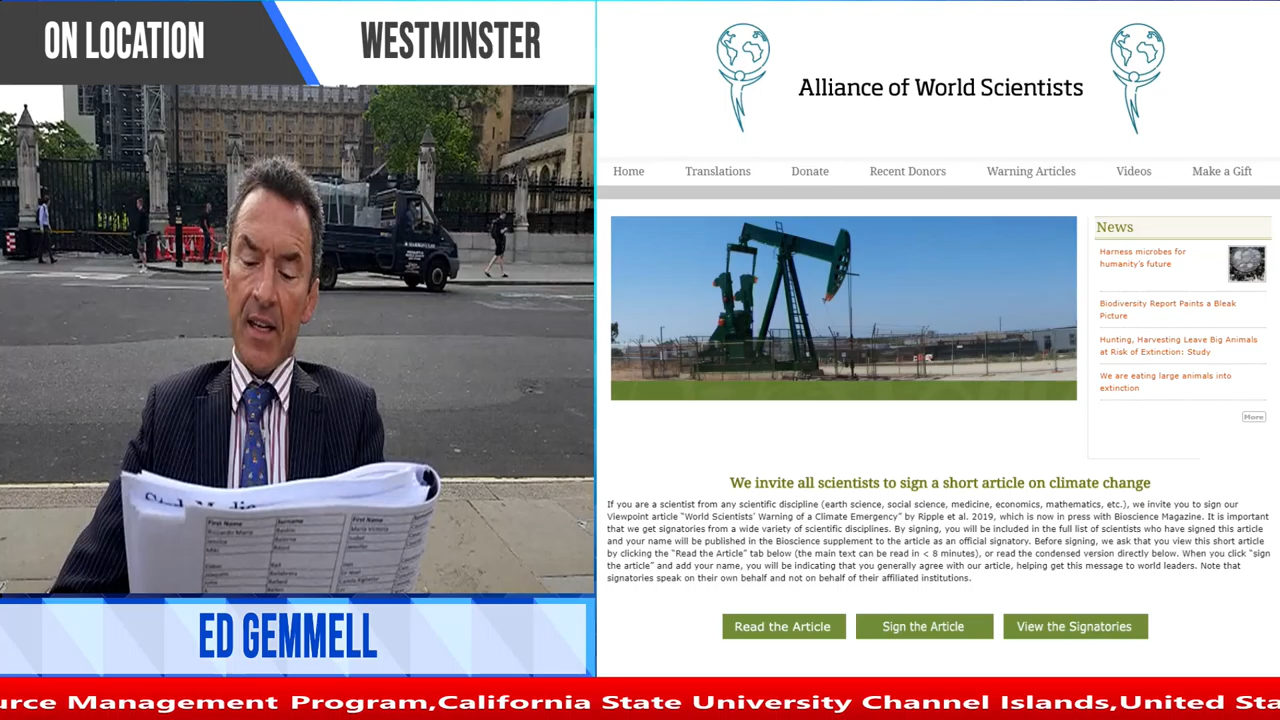 ON LOCATION
WESTMINSTER
First Name
Surname
First Name
ED GEMMELL
Alliance of World Scientists
Home
Translations
Donate
Recent Donors
Warning Articles
Videos
Make a Gift
News
Harness microbes for
humanity's future
Biodiversity Report Paints a Bleak
Picture
Hunting, Harvesting Leave Big Animals
at Risk of Extinction: Study
We are eating large animals into
extinction
More
We invite all scientists to sign a short article on climate change
If you are a scientist from any scientific discipline (earth science, social science, medicine, economics, mathematics, etc.), we invite you to sign our
Viewpoint article "World Scientists' Warning of a Climate Emergency" by Ripple et al. 2019, which is now in press with Bioscience Magazine. It is important
that we get signatories from a wide variety of scientific disciplines. By signing, you will be included in the full list of scientists who have signed this article
and your name will be published in the Bioscience supplement to the article as an official signatory. Before signing, we ask that you view this short article
by clicking the "Read the Article" tab below (the main text can be read in < 8 minutes), or read the condensed version directly below. When you click "sign
the article" and add your name, you will be indicating that you generally agree with our article, helping get this message to world leaders. Note that
signatories speak on their own behalf and not on behalf of their affiliated institutions.
Read the Article
Sign the Article
View the Signatories
urce Management Program,California State University Channel Islands,United Sta